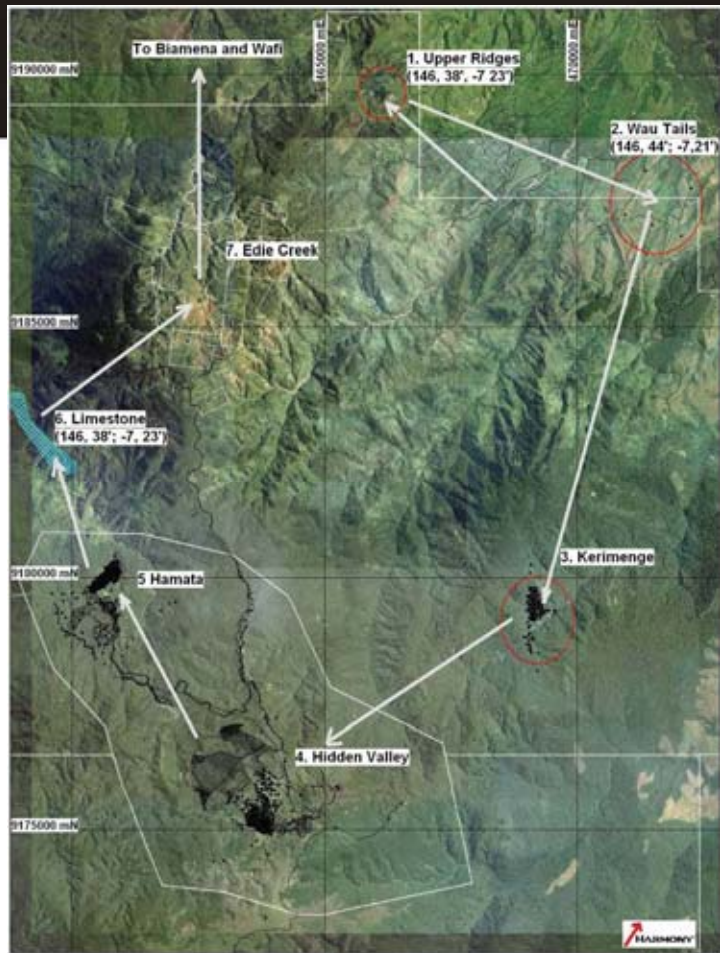 To Biamena and Wafi
465000 mE
470000 mE
9190000 mN
1. Upper Ridges
(146, 38', -7 23')
2. Wau Tails
(146, 44'; -7,21')
7. Edie Creek
9185000 mN
6. Limestone
(146, 38'; -7, 23')
3. Kerimenge
9180000 mN
5 Hamata
4. Hidden Valley
9175000 mN
HARMONY